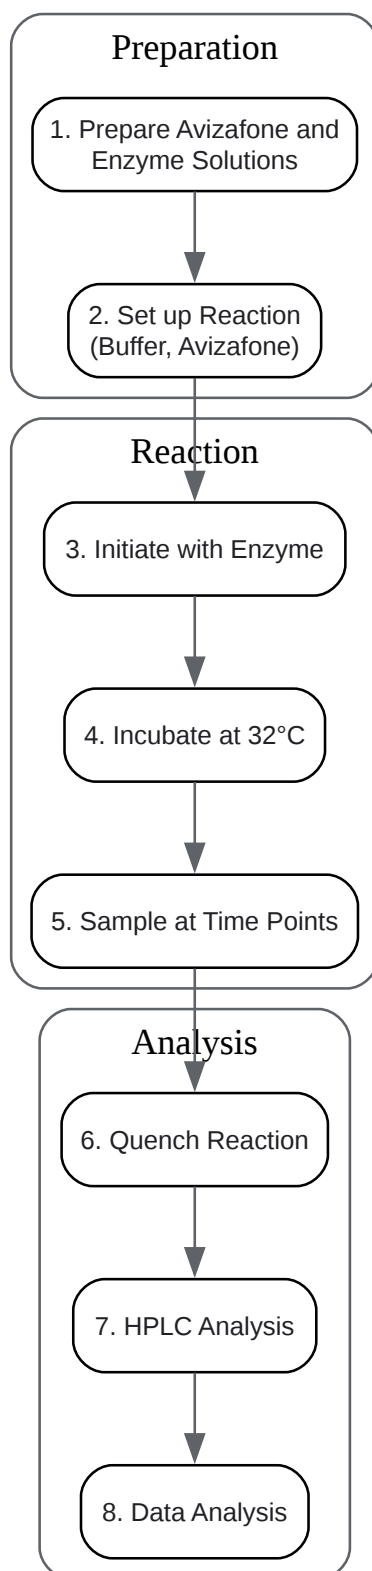 Preparation
1. Prepare Avizafone and
Enzyme Solutions
2. Set up Reaction
(Buffer, Avizafone)
Reaction
3. Initiate with Enzyme
4. Incubate at 32°C
5. Sample at Time Points
Analysis
6. Quench Reaction
7. HPLC Analysis
8. Data Analysis